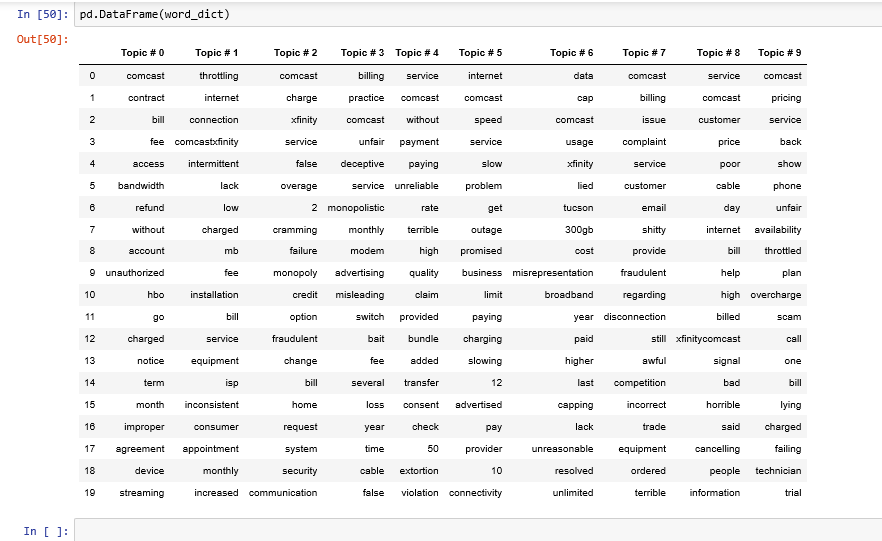 In [50]: pd.DataFrame(word_dict)
Out[50]:
Topic # 0 Topic # 1 Topic # 2 Topic # 3 Topic # 4 Topic # 5 Topic # 6 Topic # 7 Topic # 8 Topic # 9
0 comcast throttling comcast billing service internet data comcast service comcast
1 contract internet charge practice comcast comcast cap billing comcast pricing
2 bill connection xfinity comcast without speed comcast issue customer service
3 fee comcastxfinity service unfair payment service usage complaint price back
4 access intermittent false deceptive paying slow xfinity service poor show
5 bandwidth lack overage service unreliable problem lied customer cable phone
6 refund low 2 monopolistic rate get tucson email day unfair
7 without charged cramming monthly terrible outage 300gb shitty internet availability
8 account mb failure modem high promised cost provide bill throttled
9 unauthorized fee monopoly advertising quality business misrepresentation fraudulent help plan
10 hbo installation credit misleading claim limit broadband regarding high overcharge
11 go bill option switch provided paying year disconnection billed scam
12 charged service fraudulent bait bundle charging paid still xfinitycomcast call
13 notice equipment change fee added slowing higher awful signal one
14 term isp bill several transfer 12 last competition bad bill
15 month inconsistent home loss consent advertised capping incorrect horrible lying
16 improper consumer request year check pay lack trade said charged
17 agreement appointment system time 50 provider unreasonable equipment cancelling failing
18 device monthly security cable extortion 10 resolved ordered people technician
19 streaming increased communication false violation connectivity unlimited terrible information trial
In [ ]: